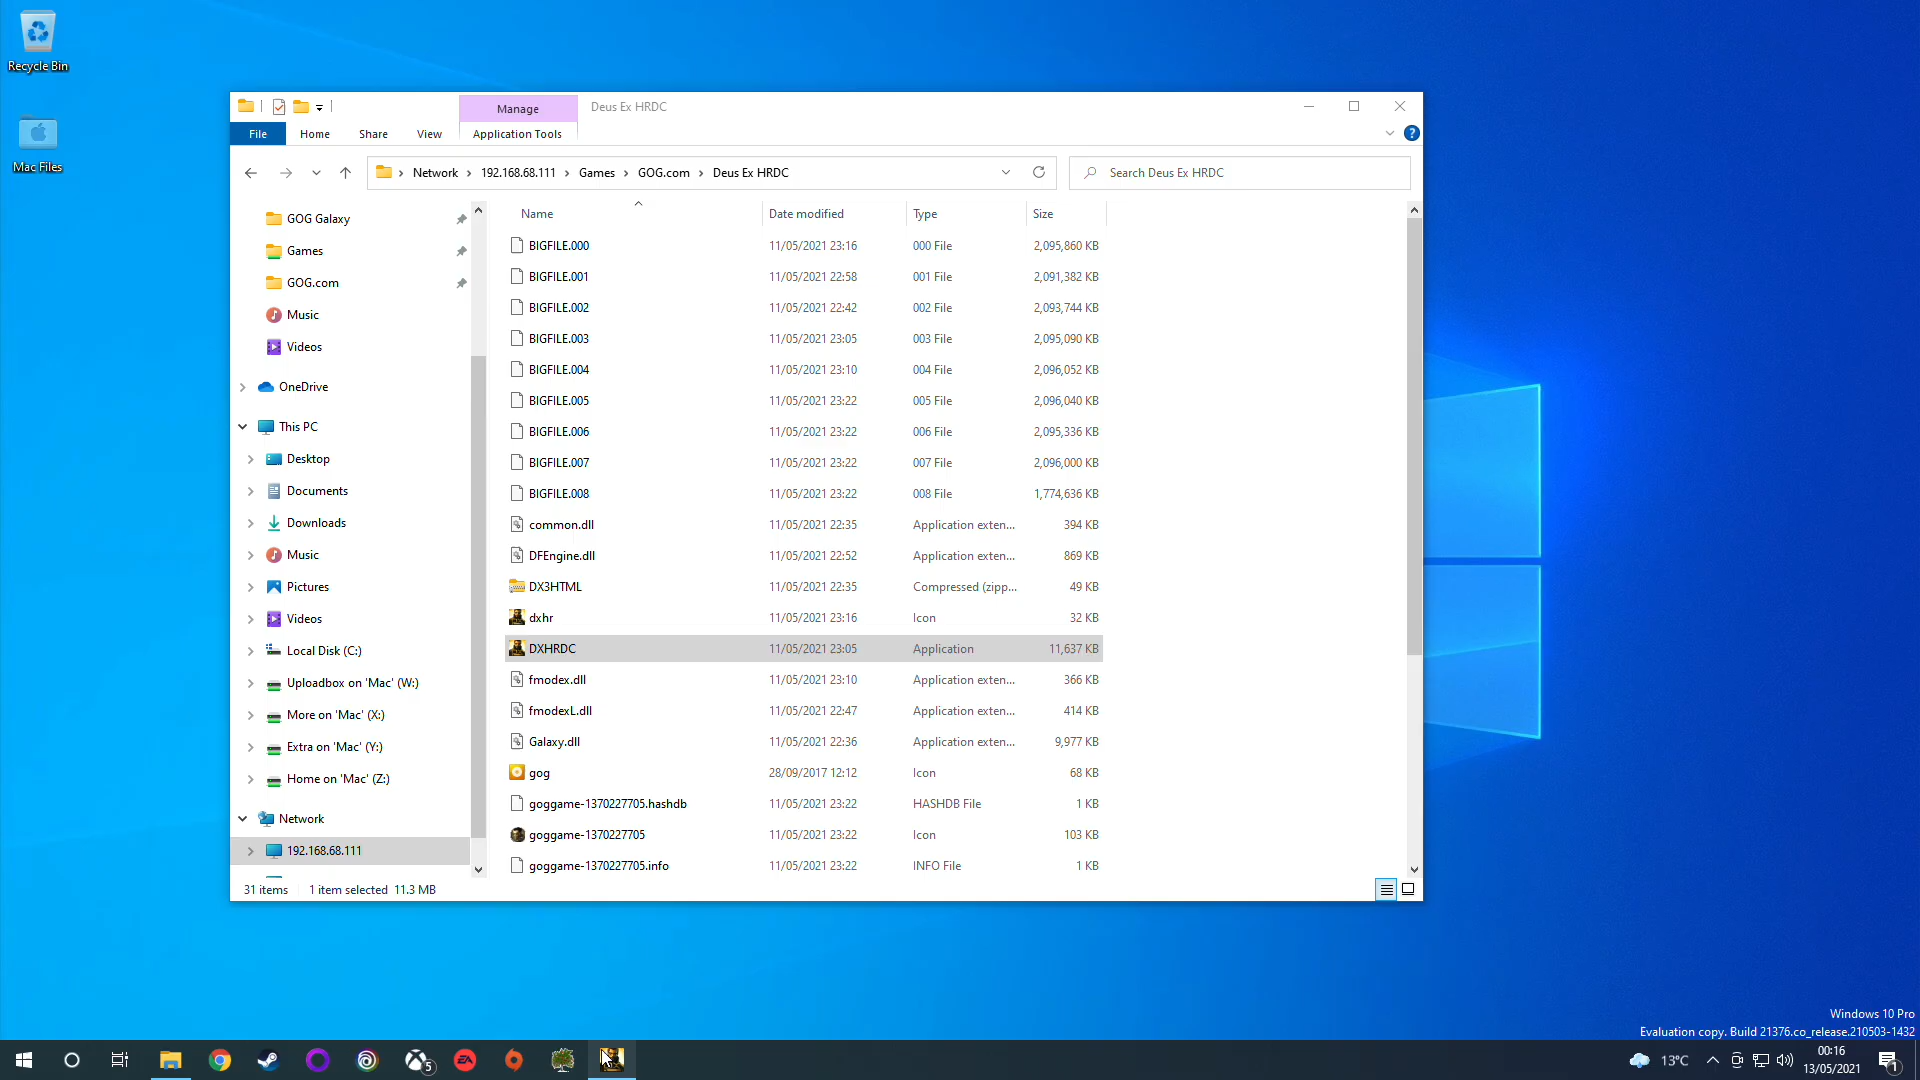 Recycle Bin
Mac Files
Manage
Deus Ex HRDC
File
Home
Share
View
Application Tools
?
Network
192.168.68.111
Games
GOG.com
Deus Ex HRDC
Search Deus Ex HRDC
GOG Galaxy
Games
GOG.com
Music
Videos
OneDrive
This PC
Desktop
Documents
Downloads
Music
Pictures
Videos
Local Disk (C:)
Uploadbox on 'Mac' (W:)
More on 'Mac' (X:)
Extra on 'Mac' (Y:)
Home on 'Mac' (Z:)
Network
192.168.68.111
Name Date modified Type Size
BIGFILE.000 11/05/2021 23:16 000 File 2,095,860 KB
BIGFILE.001 11/05/2021 22:58 001 File 2,091,382 KB
BIGFILE.002 11/05/2021 22:42 002 File 2,093,744 KB
BIGFILE.003 11/05/2021 23:05 003 File 2,095,090 KB
BIGFILE.004 11/05/2021 23:10 004 File 2,096,052 KB
BIGFILE.005 11/05/2021 23:22 005 File 2,096,040 KB
BIGFILE.006 11/05/2021 23:22 006 File 2,095,336 KB
BIGFILE.007 11/05/2021 23:22 007 File 2,096,000 KB
BIGFILE.008 11/05/2021 23:22 008 File 1,774,636 KB
common.dll 11/05/2021 22:35 Application exten... 394 KB
DFEngine.dll 11/05/2021 22:52 Application exten... 869 KB
DX3HTML 11/05/2021 22:35 Compressed (zipp... 49 KB
dxhr 11/05/2021 23:16 Icon 32 KB
DXHRDC 11/05/2021 23:05 Application 11,637 KB
fmodex.dll 11/05/2021 23:10 Application exten... 366 KB
fmodexL.dll 11/05/2021 22:47 Application exten... 414 KB
Galaxy.dll 11/05/2021 22:36 Application exten... 9,977 KB
gog 28/09/2017 12:12 Icon 68 KB
goggame-1370227705.hashdb 11/05/2021 23:22 HASHDB File 1 KB
goggame-1370227705 11/05/2021 23:22 Icon 103 KB
goggame-1370227705.info 11/05/2021 23:22 INFO File 1 KB
31 items 1 item selected 11.3 MB
Windows 10 Pro
Evaluation copy. Build 21376.co_release.210503-1432
5
EA
13°C
00:16
13/05/2021
1